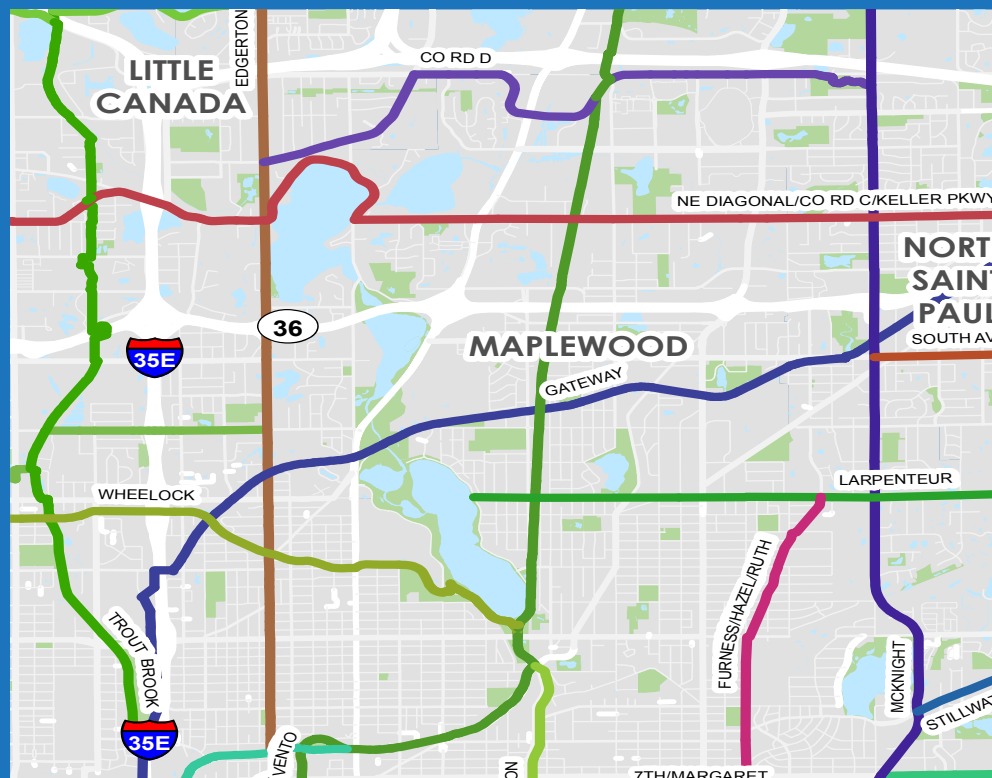 EDGERTON
CO RD D
LITTLE
CANADA
NE DIAGONAL/CO RD C/KELLER PKWY
NORT
SAINT
PAUL
36
SOUTH AV
35E
MAPLEWOOD
GATEWAY
LARPENTEUR
WHEELOCK
FURNESS/HAZEL/RUTH
TROUT BROOK
MCKNIGHT
STILLWAT
35E
VENTO
ON
7TH/MARGARET